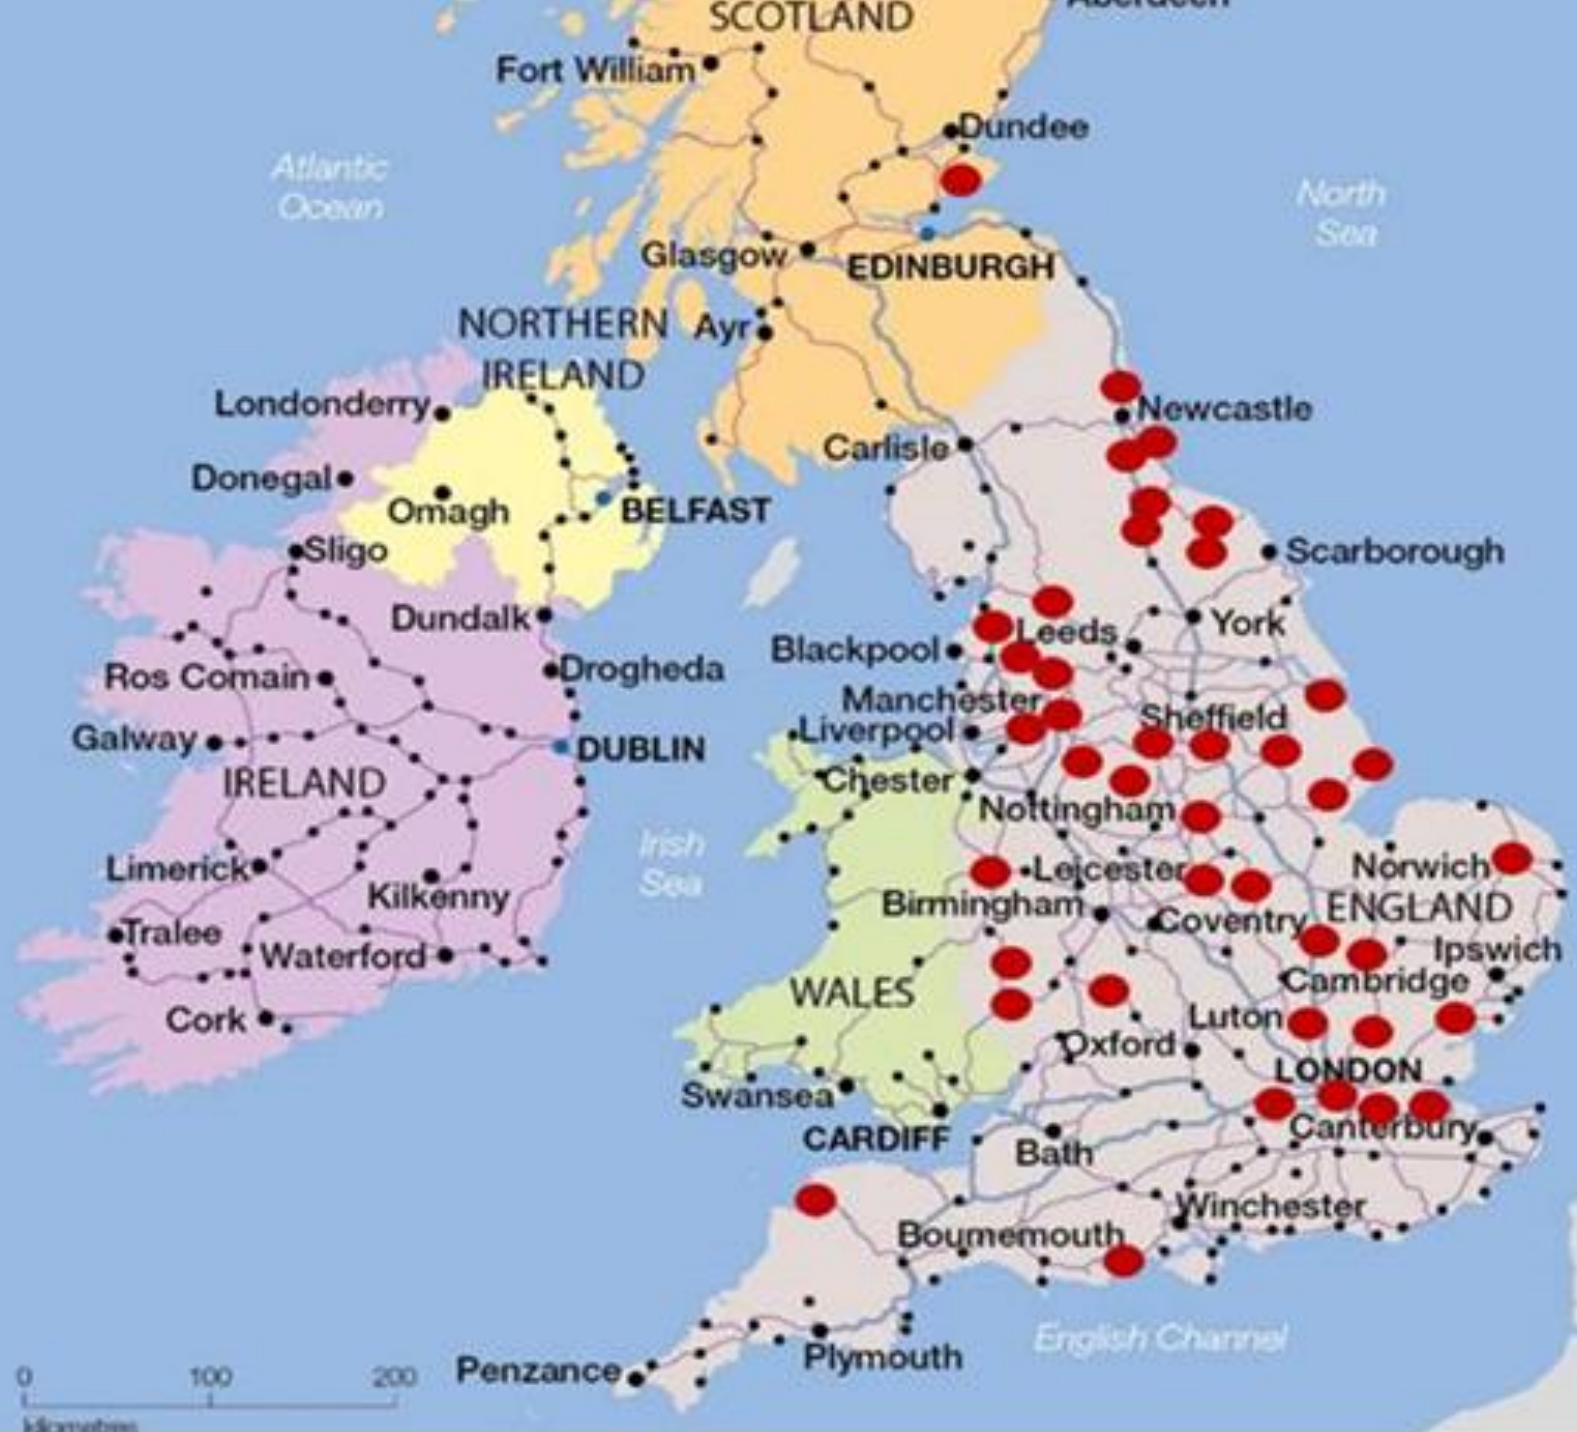 Aberdeen
SCOTLAND
Fort William
Dundee
Atlantic
Ocean
North
Sea
Glasgow
EDINBURGH
NORTHERN
IRELAND
Ayr
Londonderry
Newcastle
Carlisle
Donegal
Omagh
BELFAST
Sligo
Scarborough
Dundalk
Leeds
York
Blackpool
Drogheda
Ros Comain
Manchester
Sheffield
Liverpool
Galway
DUBLIN
IRELAND
Chester
Nottingham
Irish
Sea
Limerick
Leicester
Norwich
Kilkenny
Birmingham
Coventry
ENGLAND
Tralee
Waterford
Ipswich
Cambridge
WALES
Cork
Luton
Oxford
LONDON
Swansea
CARDIFF
Canterbury
Bath
Winchester
Bournemouth
English Channel
Plymouth
Penzance
0 100 200
kilometres